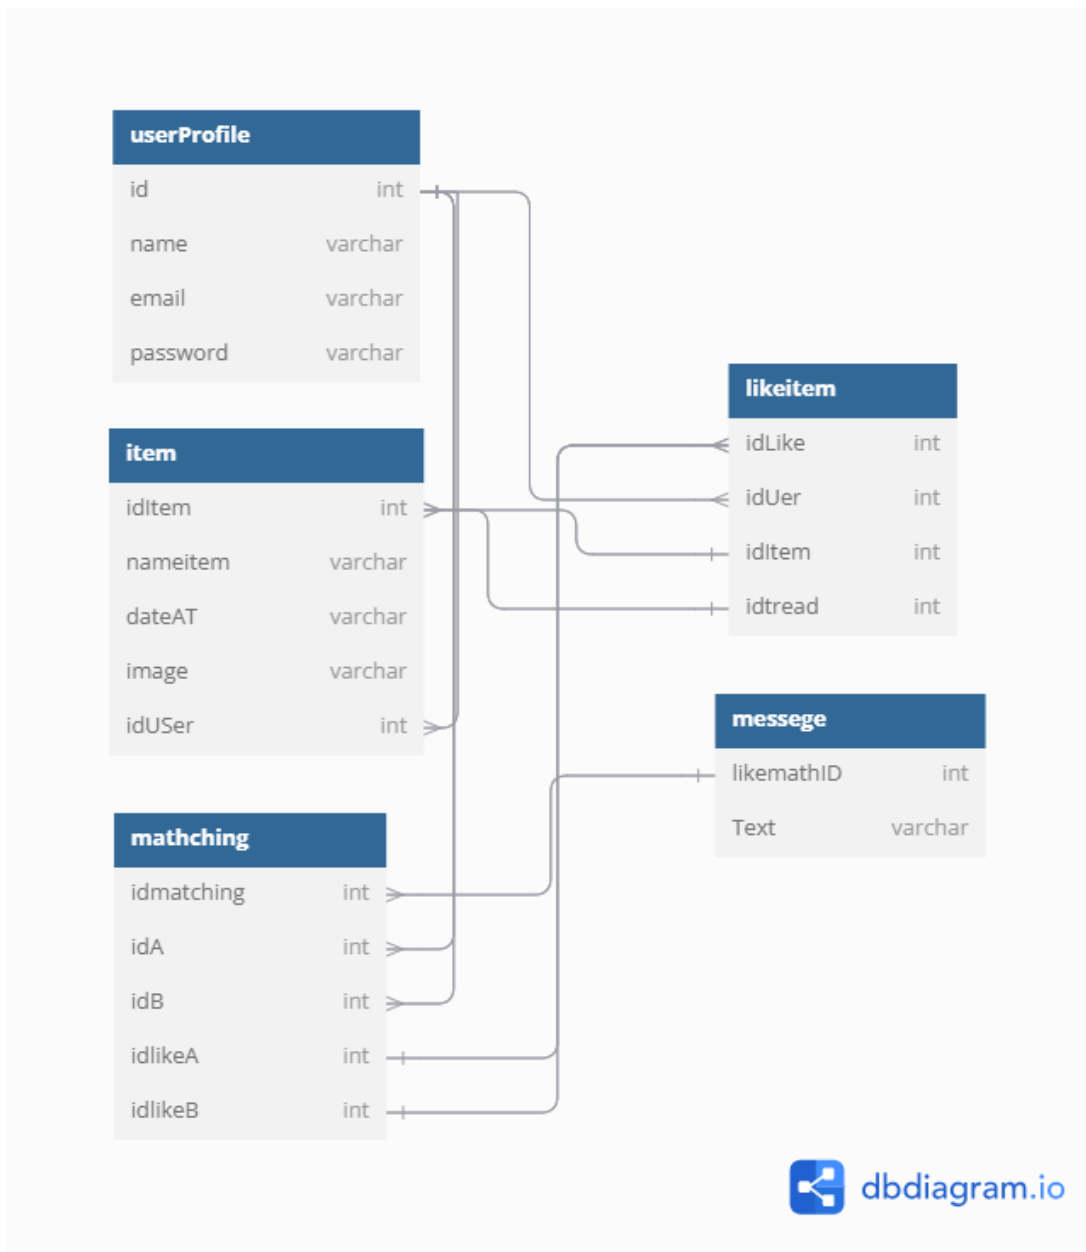 userProfile
id int
name varchar
email varchar
password varchar
item
idItem int
nameitem varchar
dateAT varchar
image varchar
idUSer int
mathching
idmatching int
idA int
idB int
idlikeA int
idlikeB int
likeitem
idLike int
idUer int
idItem int
idtread int
messege
likemathID int
Text varchar
dbdiagram.io